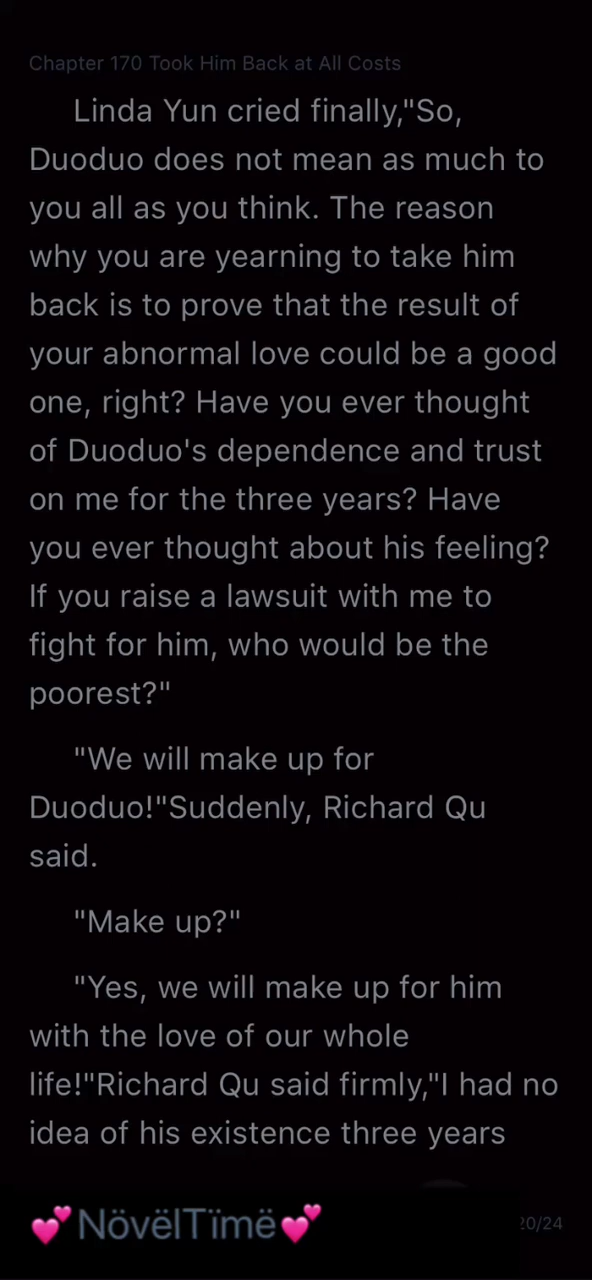 Chapter 170 Took Him Back at All Costs
Linda Yun cried finally,"So,
Duoduo does not mean as much to
you all as you think. The reason
why you are yearning to take him
back is to prove that the result of
your abnormal love could be a good
one, right? Have you ever thought
of Duoduo's dependence and trust
on me for the three years? Have
you ever thought about his feeling?
If you raise a lawsuit with me to
fight for him, who would be the
poorest?"
"We will make up for
Duoduo!"Suddenly, Richard Qu
said.
"Make up?"
"Yes, we will make up for him
with the love of our whole
life!"Richard Qu said firmly,"I had no
idea of his existence three years
💕NövëlTïmë💕
20/24